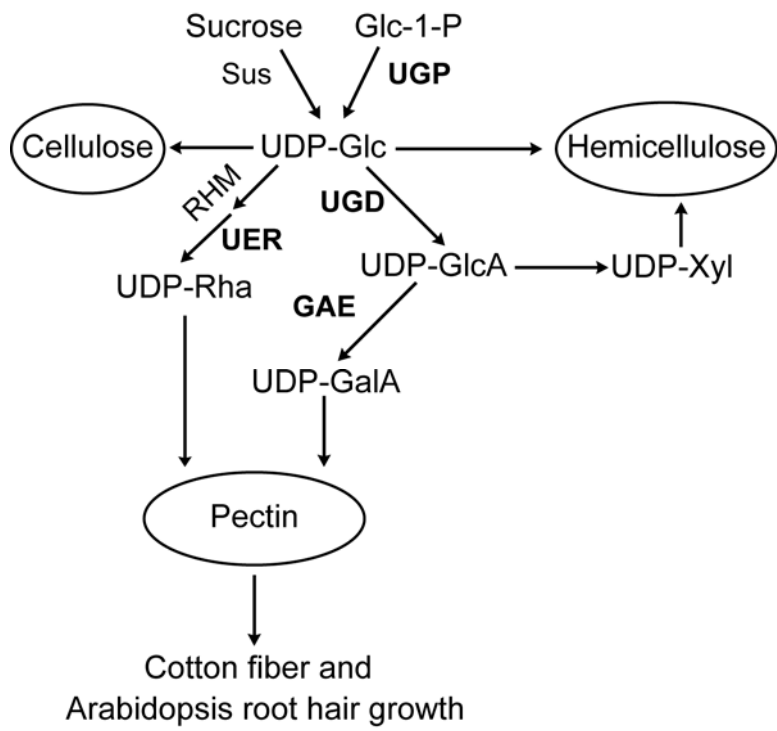 Sucrose
Glc-1-P
Sus
UGP
Cellulose
UDP-Glc
Hemicellulose
RHM
UGD
UER
UDP-GlcA
UDP-Xyl
UDP-Rha
GAE
UDP-GalA
Pectin
Cotton fiber and
Arabidopsis root hair growth